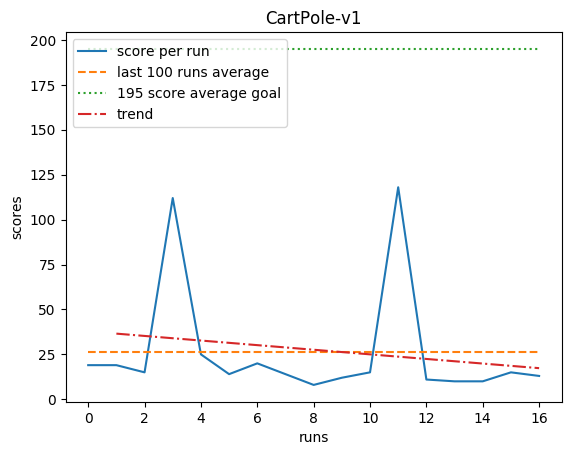 CartPole-v1
score per run
last 100 runs average
195 score average goal
trend
scores
200
175
150
125
100
75
50
25
0
0 2 4 6 8 10 12 14 16
runs